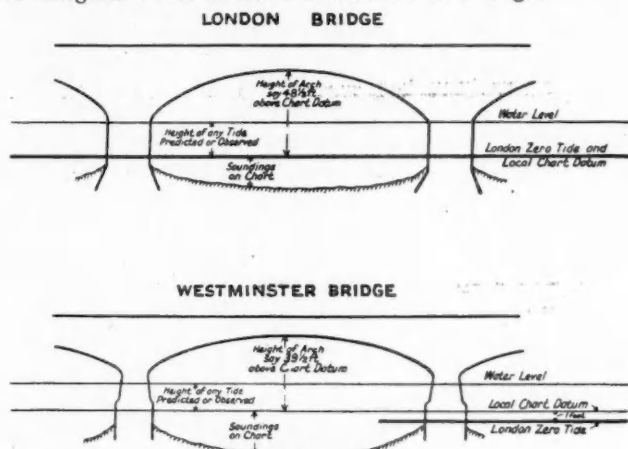 LONDON BRIDGE
Height of Arch
say 48½ ft.
above Chart Datum
Water Level
Height of any Tide
Predicted or Observed
London Zero Tide and
Local Chart Datum
Soundings
on Chart
WESTMINSTER BRIDGE
Height of Arch
say 39½ ft.
above Chart Datum
Water Level
Height of any Tide
Predicted or Observed
Local Chart Datum
1 foot
London Zero Tide
Soundings
on Chart